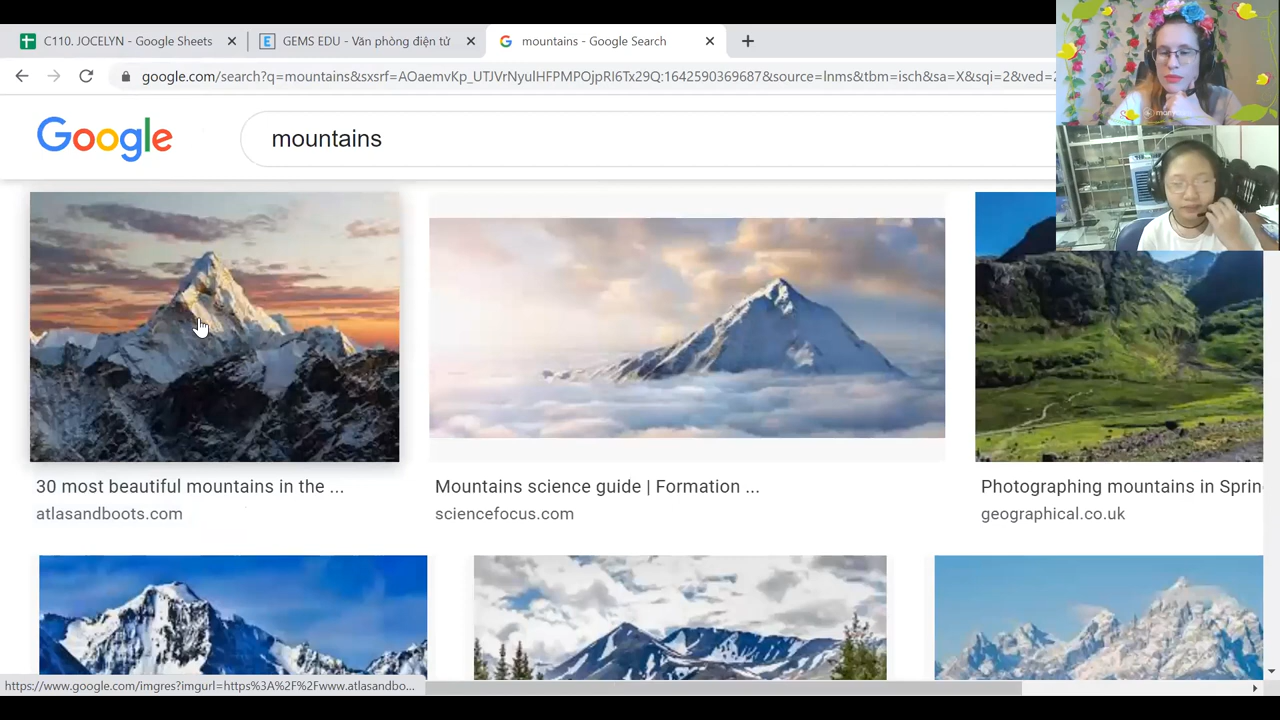 C110. JOCELYN - Google Sheets
GEMS EDU - Văn phòng điện tử
mountains - Google Search
google.com/search?q=mountains&sxsrf=AOaemvKp_UTJVrNyulHFPMPOjpRI6Tx29Q:1642590369687&source=lnms&tbm=isch&sa=X&sqi=2&ved=2
Google
mountains
30 most beautiful mountains in the ...
atlasandboots.com
Mountains science guide | Formation ...
sciencefocus.com
Photographing mountains in Sprin
geographical.co.uk
https://www.google.com/imgres?imgurl=https%3A%2F%2Fwww.atlasandbo...